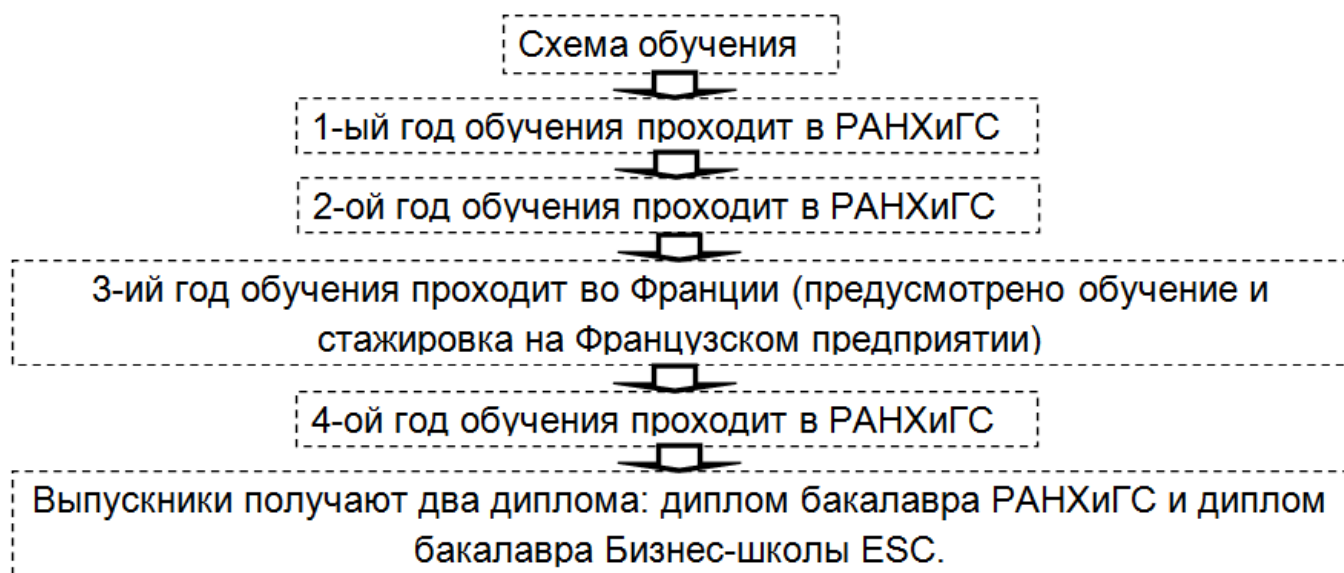 Схема обучения
1-ый год обучения проходит в РАНХиГС
2-ой год обучения проходит в РАНХиГС
3-ий год обучения проходит во Франции (предусмотрено обучение и
стажировка на Французском предприятии)
4-ой год обучения проходит в РАНХиГС
Выпускники получают два диплома: диплом бакалавра РАНХиГС и диплом
бакалавра Бизнес-школы ESC.